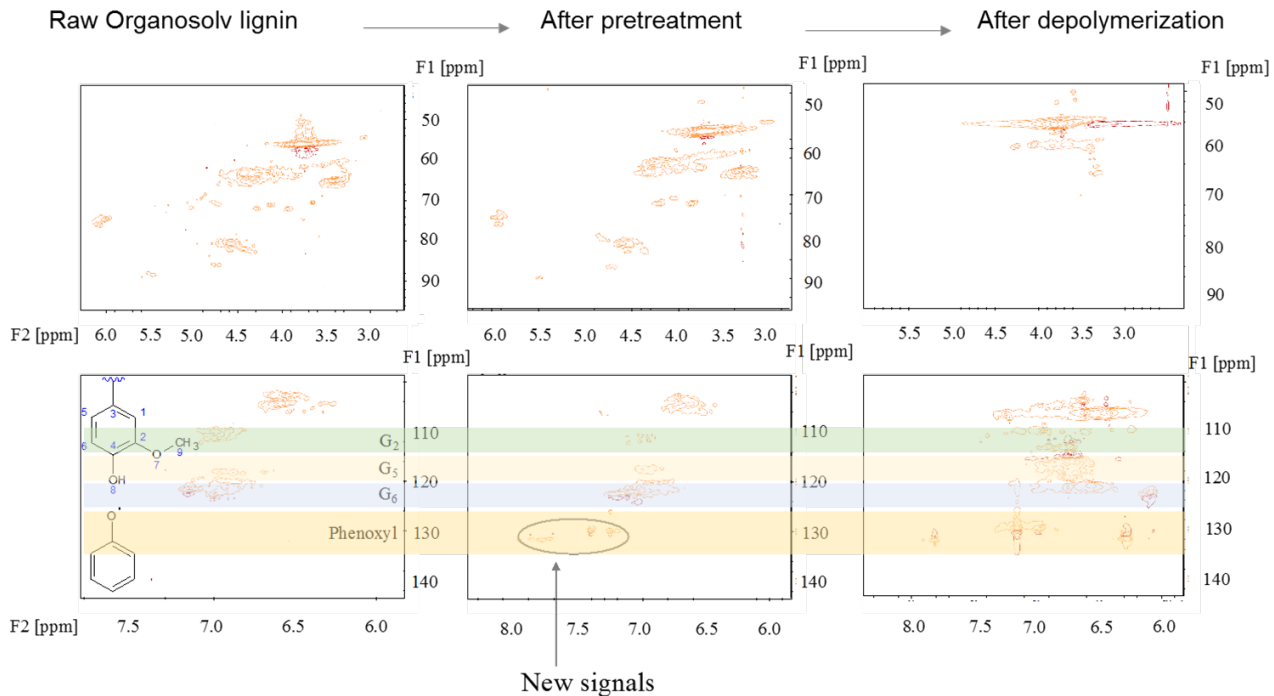 Raw Organosolv lignin After pretreatment After depolymerization
F1 [ppm] F1 [ppm] F1 [ppm]
50 50 50
60 60 60
70 70 70
80 80 80
90 90 90
F2 [ppm] 6.0 5.5 5.0 4.5 4.0 3.5 3.0 6.0 5.5 5.0 4.5 4.0 3.5 3.0 5.5 5.0 4.5 4.0 3.5 3.0
F1 [ppm] F1 [ppm] F1 [ppm]
5 3 1
6 4 2 O CH3
7 9
OH
8
O
G2 110 110 110
G5
G6 120 120 120
Phenoxyl 130 130 130
140 140 140
F2 [ppm] 7.5 7.0 6.5 6.0 8.0 7.5 7.0 6.5 6.0 8.0 7.5 7.0 6.5 6.0
New signals